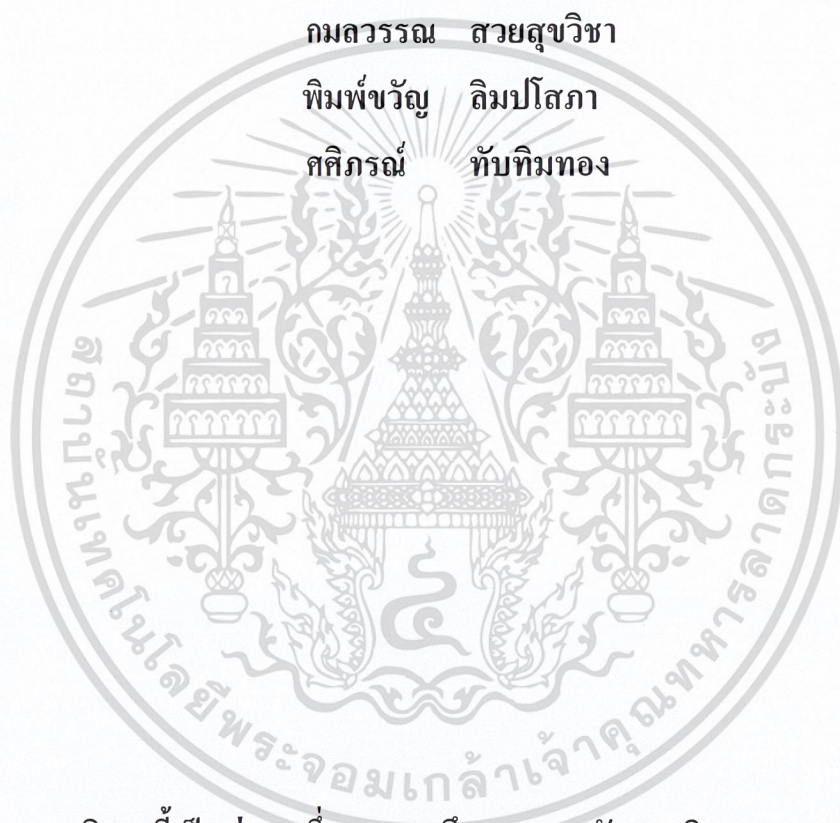 กมลวรรณ สวยสุขวิชา
พิมพ์ขวัญ ลิมปโสภา
ศศิภรณ์ ทับทิมทอง
สถาบันเทคโนโลยีพระจอมเกล้าเจ้าคุณทหารลาดกระบัง